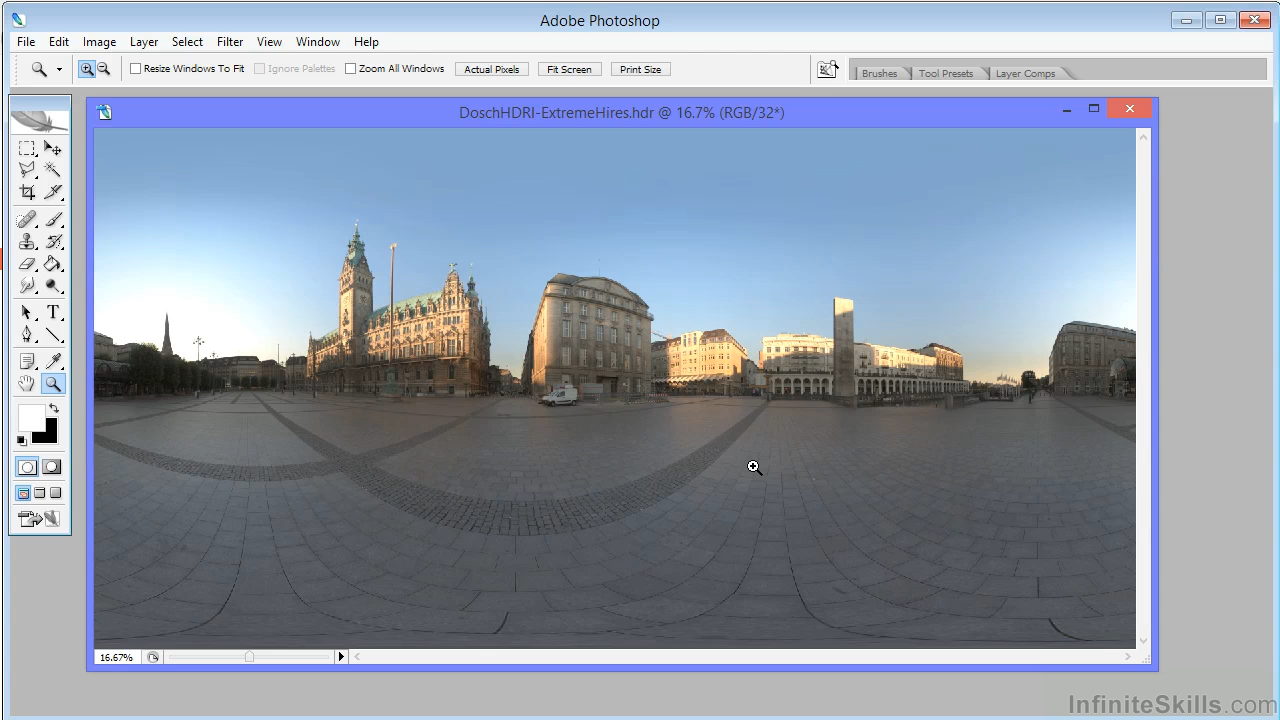 Adobe Photoshop
File Edit Image Layer Select Filter View Window Help
Resize Windows To Fit Ignore Palettes Zoom All Windows Actual Pixels Fit Screen Print Size Brushes Tool Presets Layer Comps
DoschHDRI-ExtremeHires.hdr @ 16.7% (RGB/32*)
T
16.67%
InfiniteSkills.com